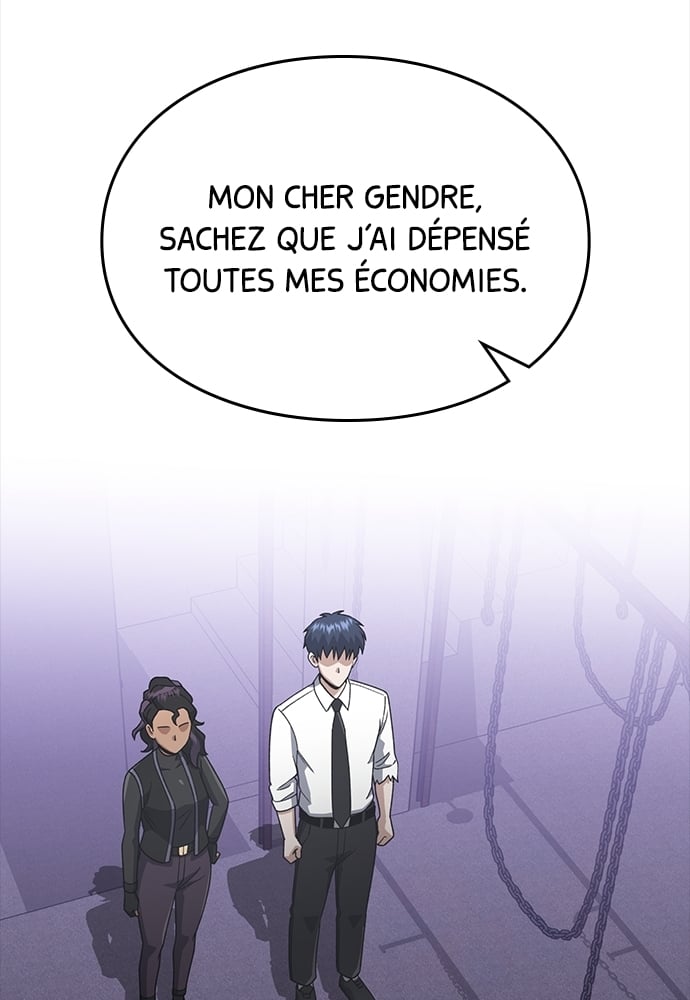 MON CHER GENDRE,
SACHEZ QUE J'AI DÉPENSÉ
TOUTES MES ÉCONOMIES.